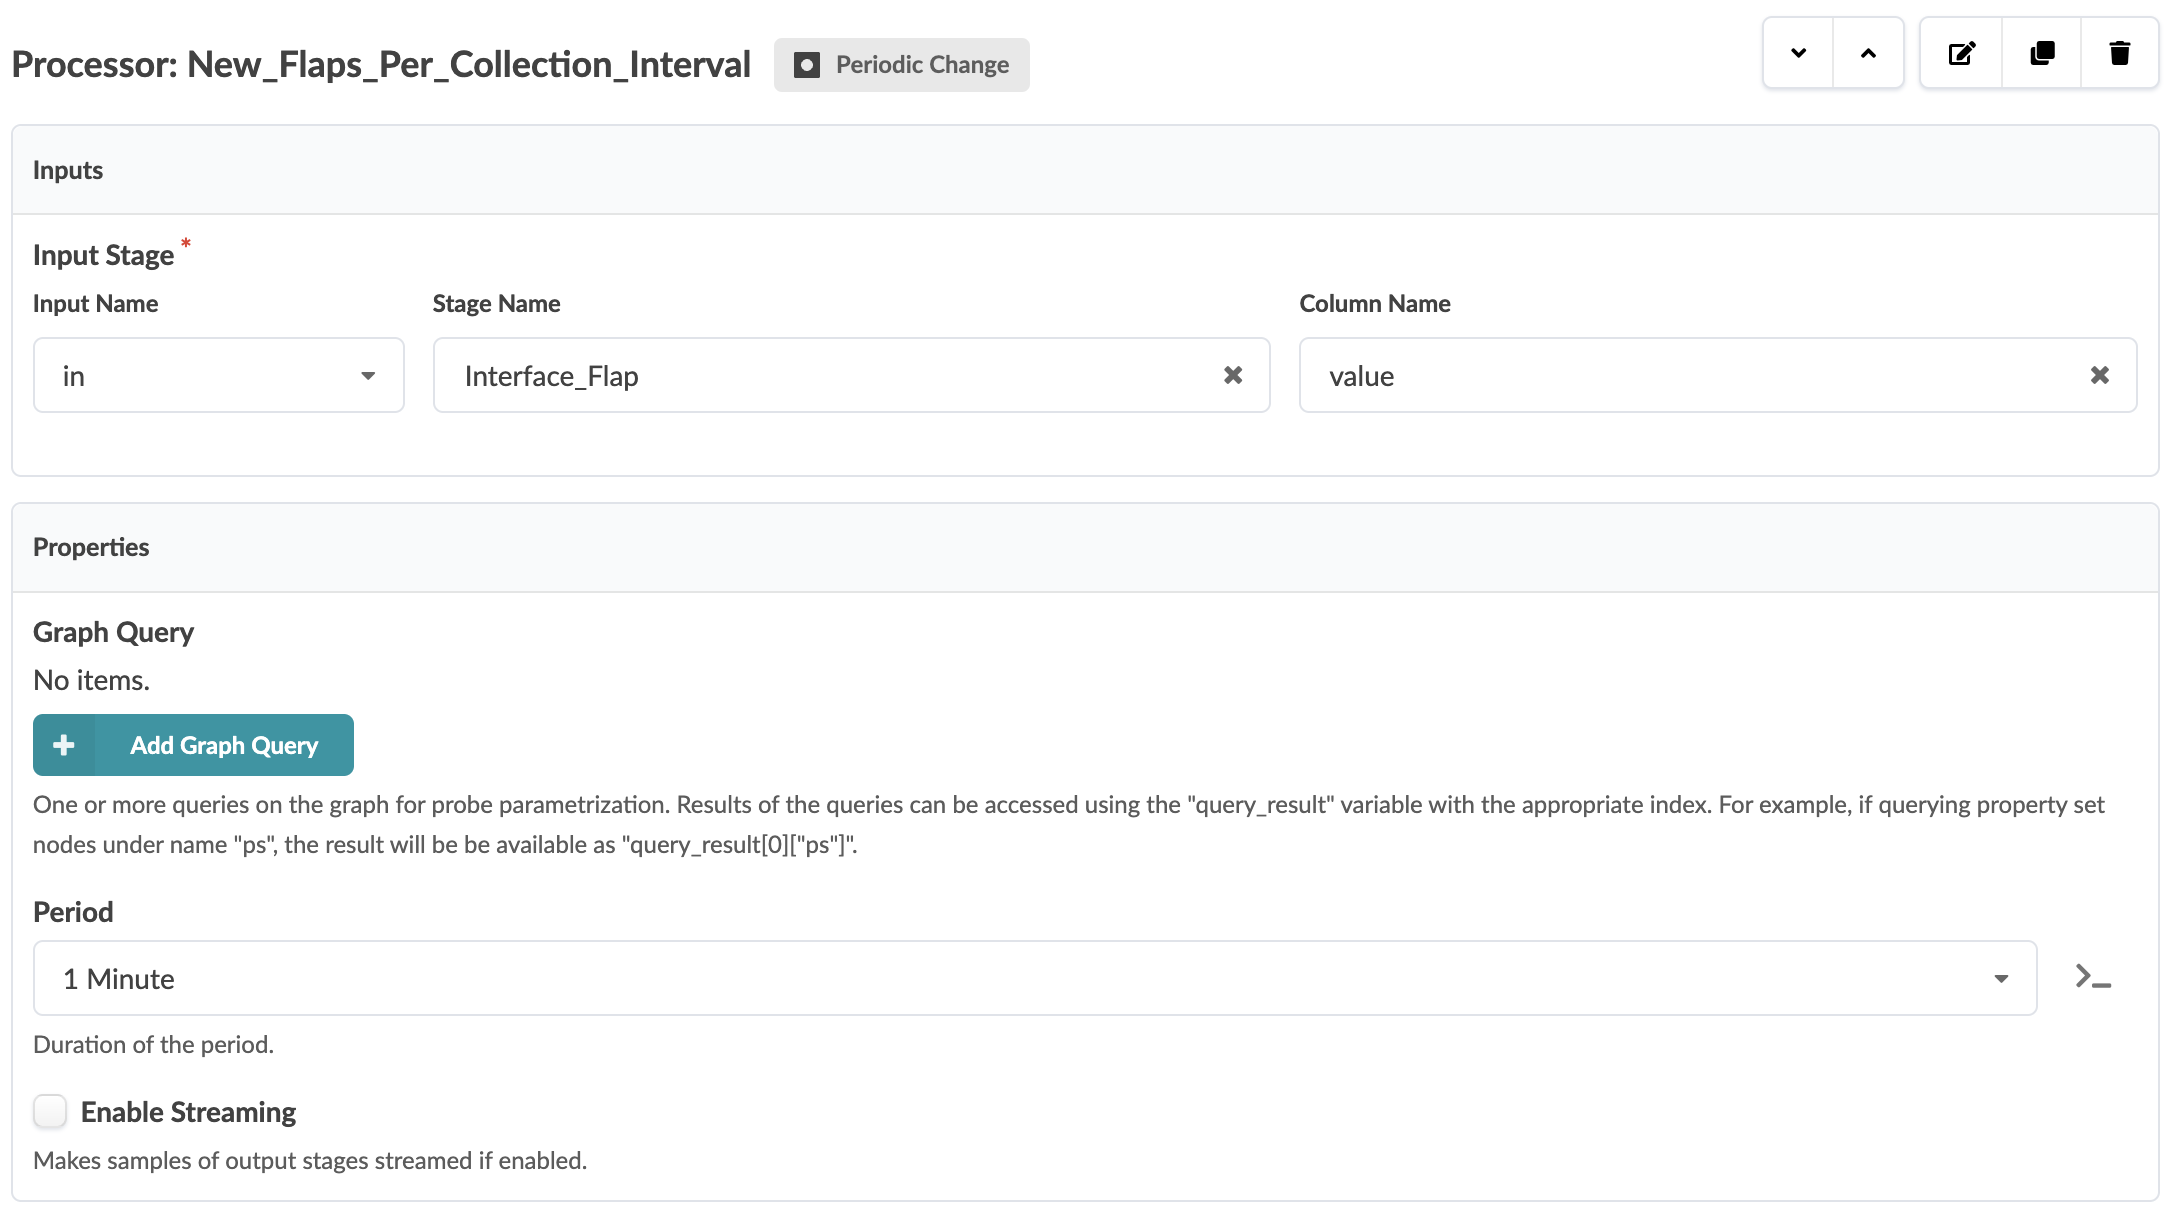 Processor: New_Flaps_Per_Collection_Interval
Periodic Change
Inputs
Input Stage *
Input Name
Stage Name
Column Name
in
Interface_Flap
value
Properties
Graph Query
No items.
Add Graph Query
One or more queries on the graph for probe parametrization. Results of the queries can be accessed using the "query_result" variable with the appropriate index. For example, if querying property set
nodes under name "ps", the result will be be available as "query_result[0]["ps"]".
Period
1 Minute
Duration of the period.
Enable Streaming
Makes samples of output stages streamed if enabled.